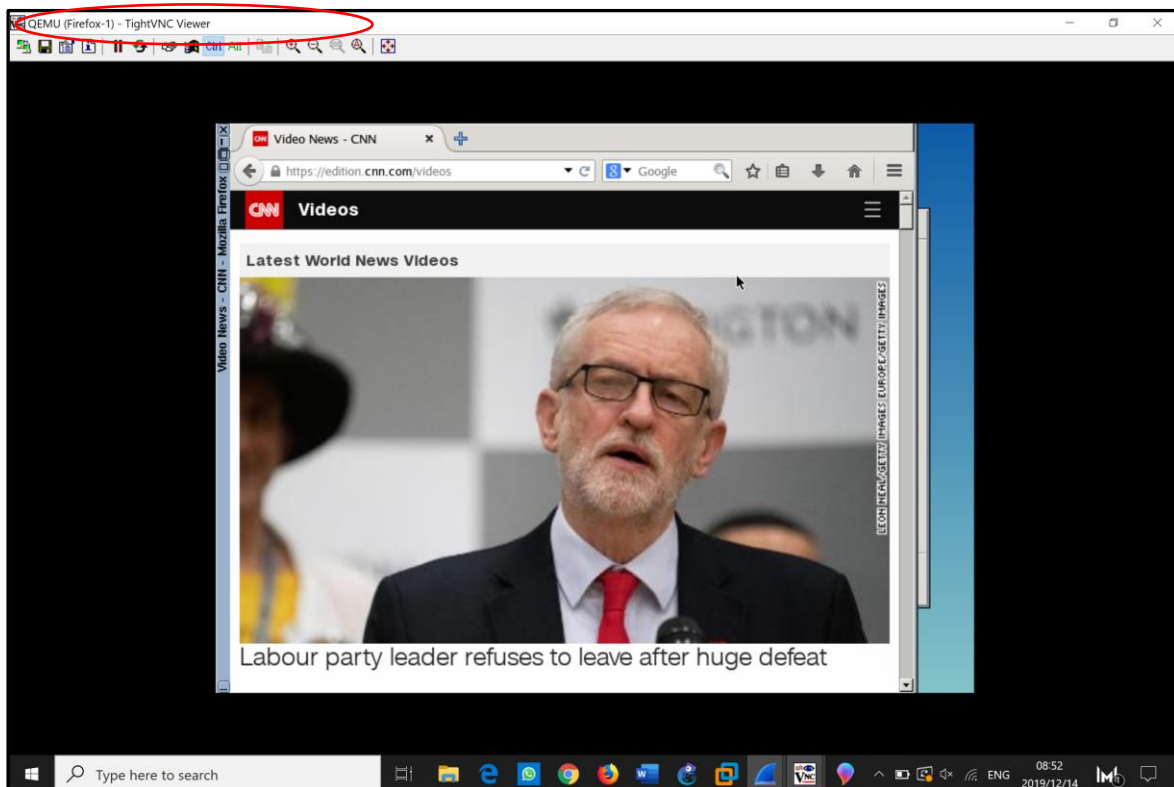 QEMU (Firefox-1) - TightVNC Viewer
Ctrl Alt
Video News - CNN
https://edition.cnn.com/videos
Google
Video News - CNN - Mozilla Firefox
CNN Videos
Latest World News Videos
NGTON
LEON NEAL/GETTY IMAGES EUROPE/GETTY IMAGES
Labour party leader refuses to leave after huge defeat
Type here to search
ENG
08:52
2019/12/14